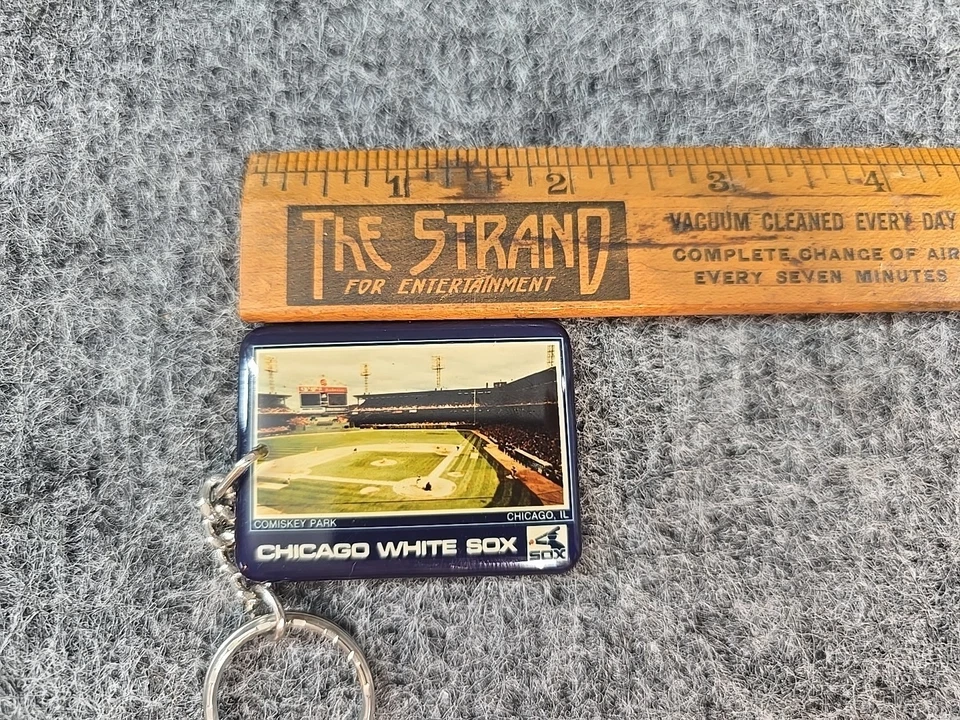 1 2 3 4
THE STRAND
FOR ENTERTAINMENT
VACUUM CLEANED EVERY DAY
COMPLETE CHANGE OF AIR
EVERY SEVEN MINUTES
COMISKEY PARK
CHICAGO, IL
CHICAGO WHITE SOX
SOX